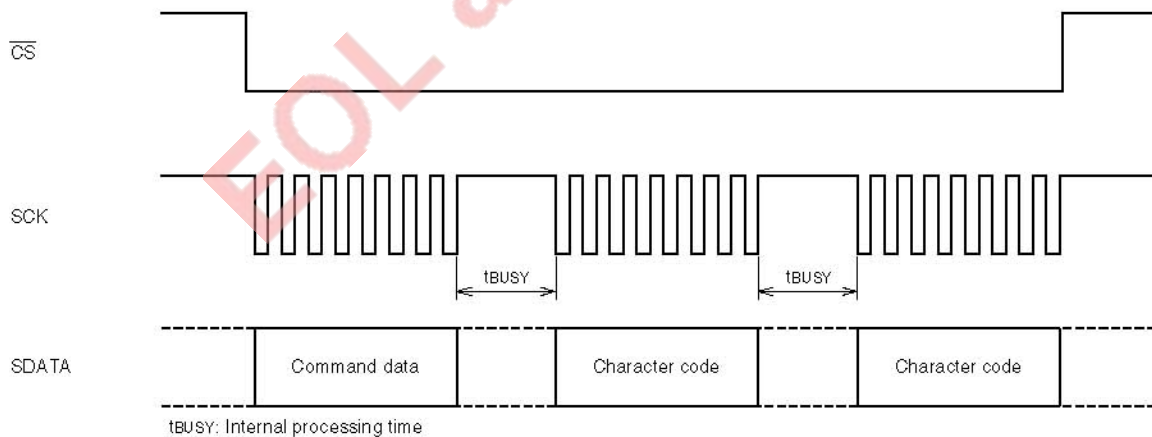 CS
SCK
tBUSY
tBUSY
SDATA
Command data
Character code
Character code
tBUSY: Internal processing time
EOL a